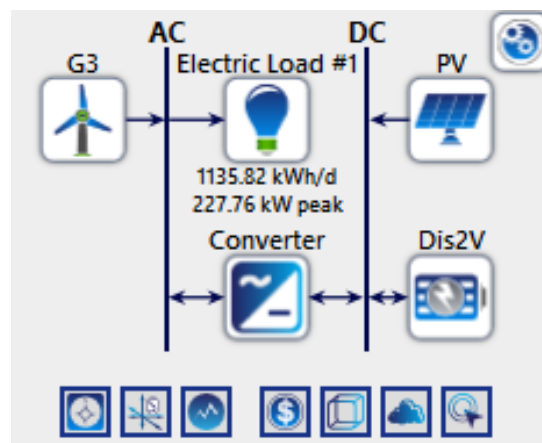 AC DC
G3 Electric Load #1 PV
1135.82 kWh/d
227.76 kW peak
Converter Dis2V
$